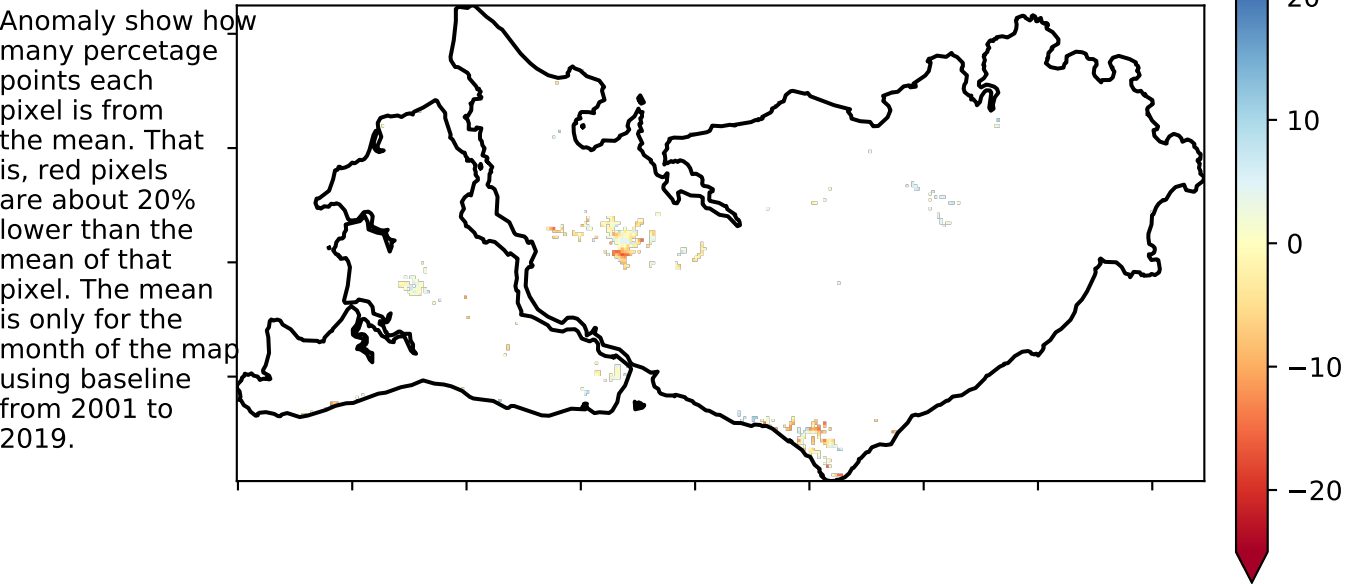 Anomaly show how
many percetage
points each
pixel is from
the mean. That
is, red pixels
are about 20%
lower than the
mean of that
pixel. The mean
is only for the
month of the map
using baseline
from 2001 to
2019.
20
10
0
−10
−20